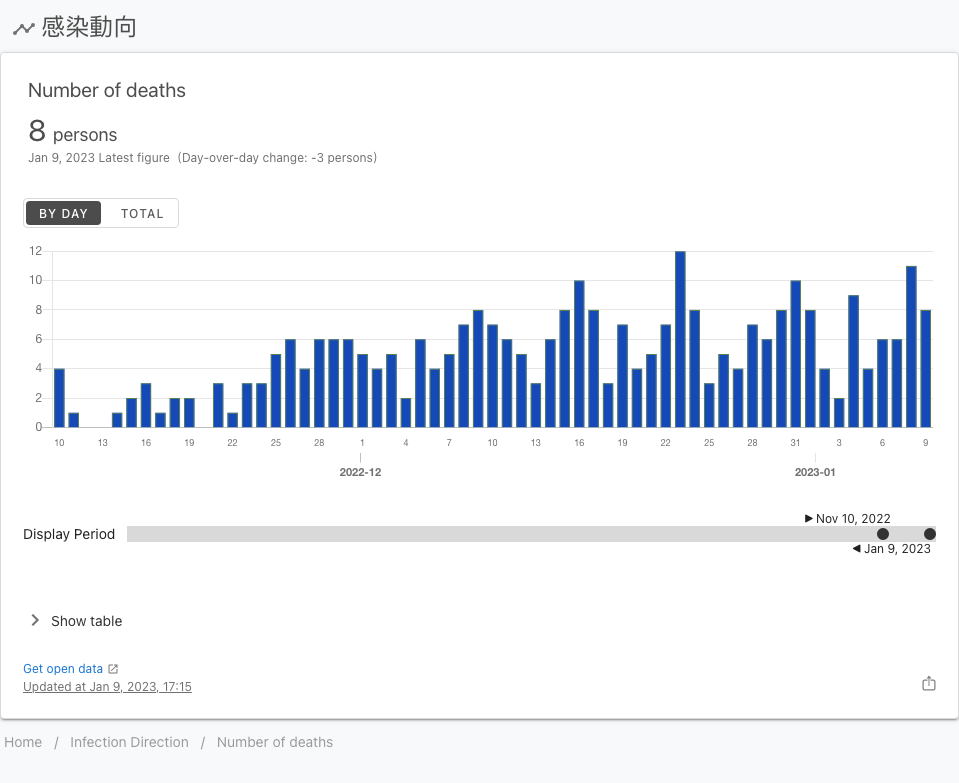 感染動向
Number of deaths
8 persons
Jan 9, 2023 Latest figure (Day-over-day change: -3 persons)
BY DAY TOTAL
12
10
8
6
4
2
0
10 13 16 19 22 25 28 1 4 7 10 13 16 19 22 25 28 31 3 6 9
2022-12 2023-01
Nov 10, 2022
Display Period
Jan 9, 2023
Show table
Get open data
Updated at Jan 9, 2023, 17:15
Home / Infection Direction / Number of deaths